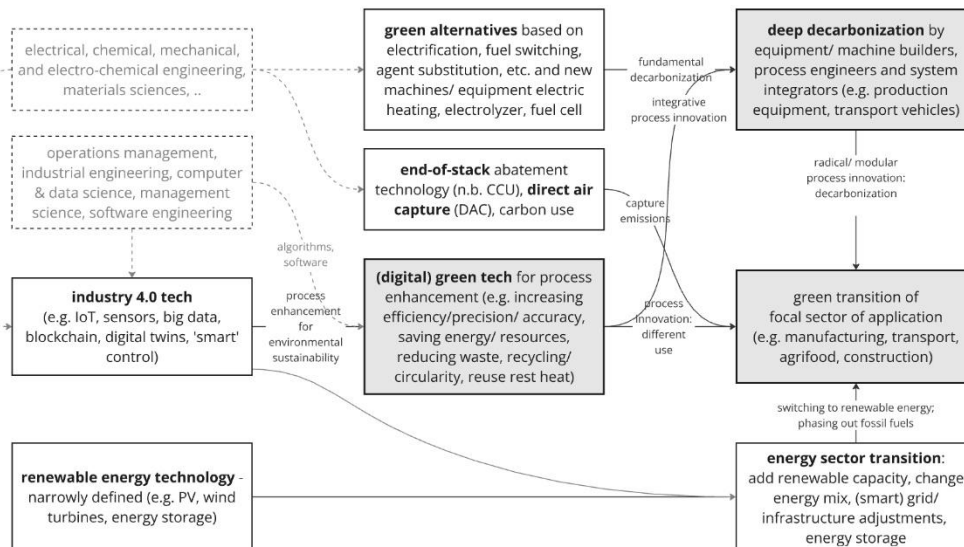 electrical, chemical, mechanical,
and electro-chemical engineering,
materials sciences, ..
operations management,
industrial engineering, computer
& data science, management
science, software engineering
industry 4.0 tech
(e.g. IoT, sensors, big data,
blockchain, digital twins, 'smart'
control)
renewable energy technology -
narrowly defined (e.g. PV, wind
turbines, energy storage)
algorithms,
software
process
enhancement
for
environmental
sustainability
green alternatives based on
electrification, fuel switching,
agent substitution, etc. and new
machines/ equipment electric
heating, electrolyzer, fuel cell
end-of-stack abatement
technology (n.b. CCU), direct air
capture (DAC), carbon use
(digital) green tech for process
enhancement (e.g. increasing
efficiency/precision/ accuracy,
saving energy/ resources,
reducing waste, recycling/
circularity, reuse rest heat)
fundamental
decarbonization
integrative
process innovation
capture
emissions
process
innovation:
different
use
deep decarbonization by
equipment/ machine builders,
process engineers and system
integrators (e.g. production
equipment, transport vehicles)
radical/ modular
process innovation:
decarbonization
green transition of
focal sector of application
(e.g. manufacturing, transport,
agrifood, construction)
switching to renewable energy;
phasing out fossil fuels
energy sector transition:
add renewable capacity, change
energy mix, (smart) grid/
infrastructure adjustments,
energy storage